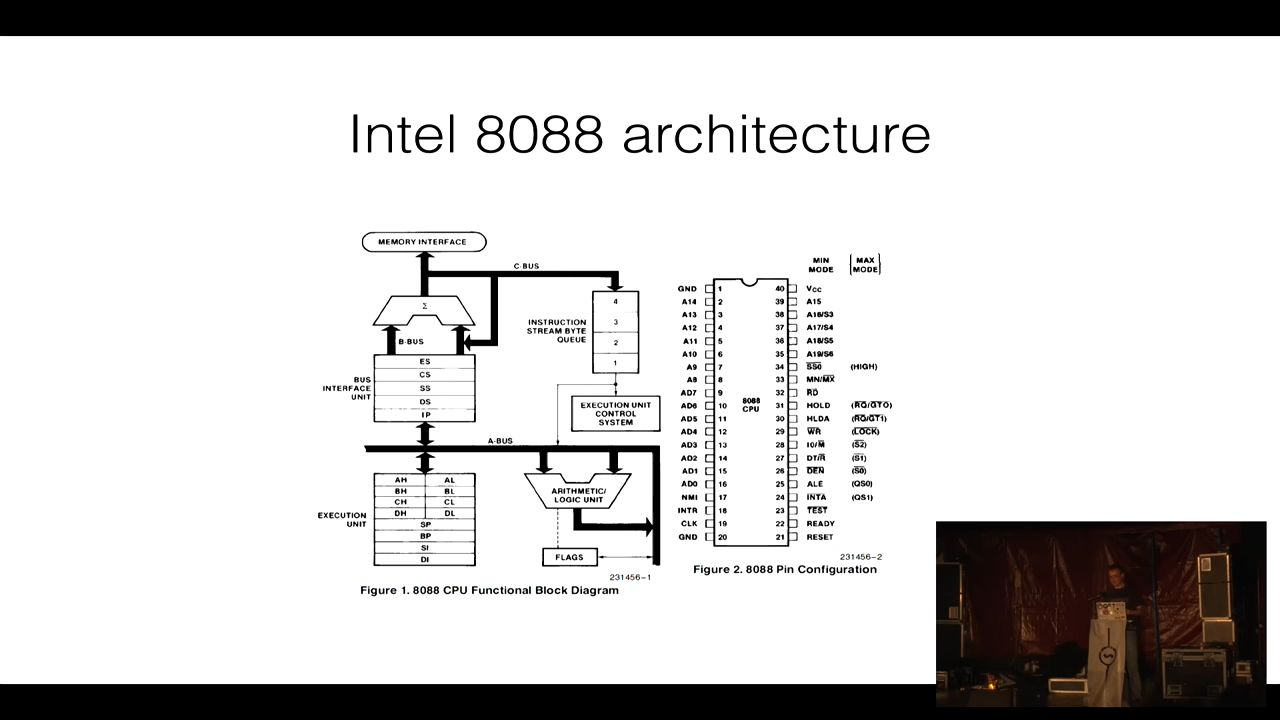 Intel 8088 architecture
MEMORY INTERFACE
C-BUS
Σ
B-BUS
INSTRUCTION
STREAM BYTE
QUEUE
4
3
2
1
BUS
INTERFACE
UNIT
ES
CS
SS
DS
IP
EXECUTION UNIT
CONTROL
SYSTEM
A-BUS
EXECUTION
UNIT
AH AL
BH BL
CH CL
DH DL
SP
BP
SI
DI
ARITHMETIC/
LOGIC UNIT
FLAGS
231456-1
Figure 1. 8088 CPU Functional Block Diagram
MIN
MODE
MAX
MODE
8088
CPU
GND 1 40 VCC
A14 2 39 A15
A13 3 38 A16/S3
A12 4 37 A17/S4
A11 5 36 A18/S5
A10 6 35 A19/S6
A9 7 34 SS0 (HIGH)
A8 8 33 MN/MX
AD7 9 32 RD
AD6 10 31 HOLD (RQ/GT0)
AD5 11 30 HLDA (RQ/GT1)
AD4 12 29 WR (LOCK)
AD3 13 28 IO/M (S2)
AD2 14 27 DT/R (S1)
AD1 15 26 DEN (S0)
AD0 16 25 ALE (QS0)
NMI 17 24 INTA (QS1)
INTR 18 23 TEST
CLK 19 22 READY
GND 20 21 RESET
231456-2
Figure 2. 8088 Pin Configuration